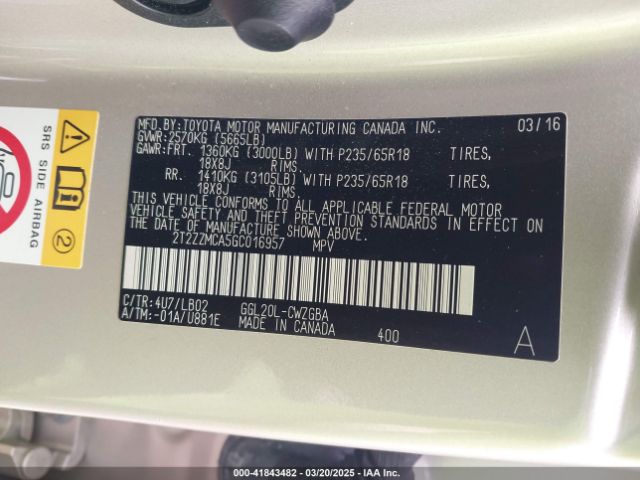 MFD.BY:TOYOTA MOTOR MANUFACTURING CANADA INC. 03/16
GVWR:2570KG (5665LB)
GAWR:FRT. 1360KG (3000LB) WITH P235/65R18 TIRES,
18X8J RIMS.
RR. 1410KG (3105LB) WITH P235/65R18 TIRES,
18X8J RIMS
THIS VEHICLE CONFORMS TO ALL APPLICABLE FEDERAL MOTOR
VEHICLE SAFETY AND THEFT PREVENTION STANDARDS IN EFFECT ON
THE DATE OF MANUFACTURE SHOWN ABOVE.
2T2ZZMCA5GC016957 MPV
C/TR:4U7/LB02 GGL20L-CWZGBA
A/TM:-01A/U881E MADE IN CANADA 400 A
SRS SIDE AIRBAG
2
000-41843482 - 03/20/2025 - IAA Inc.